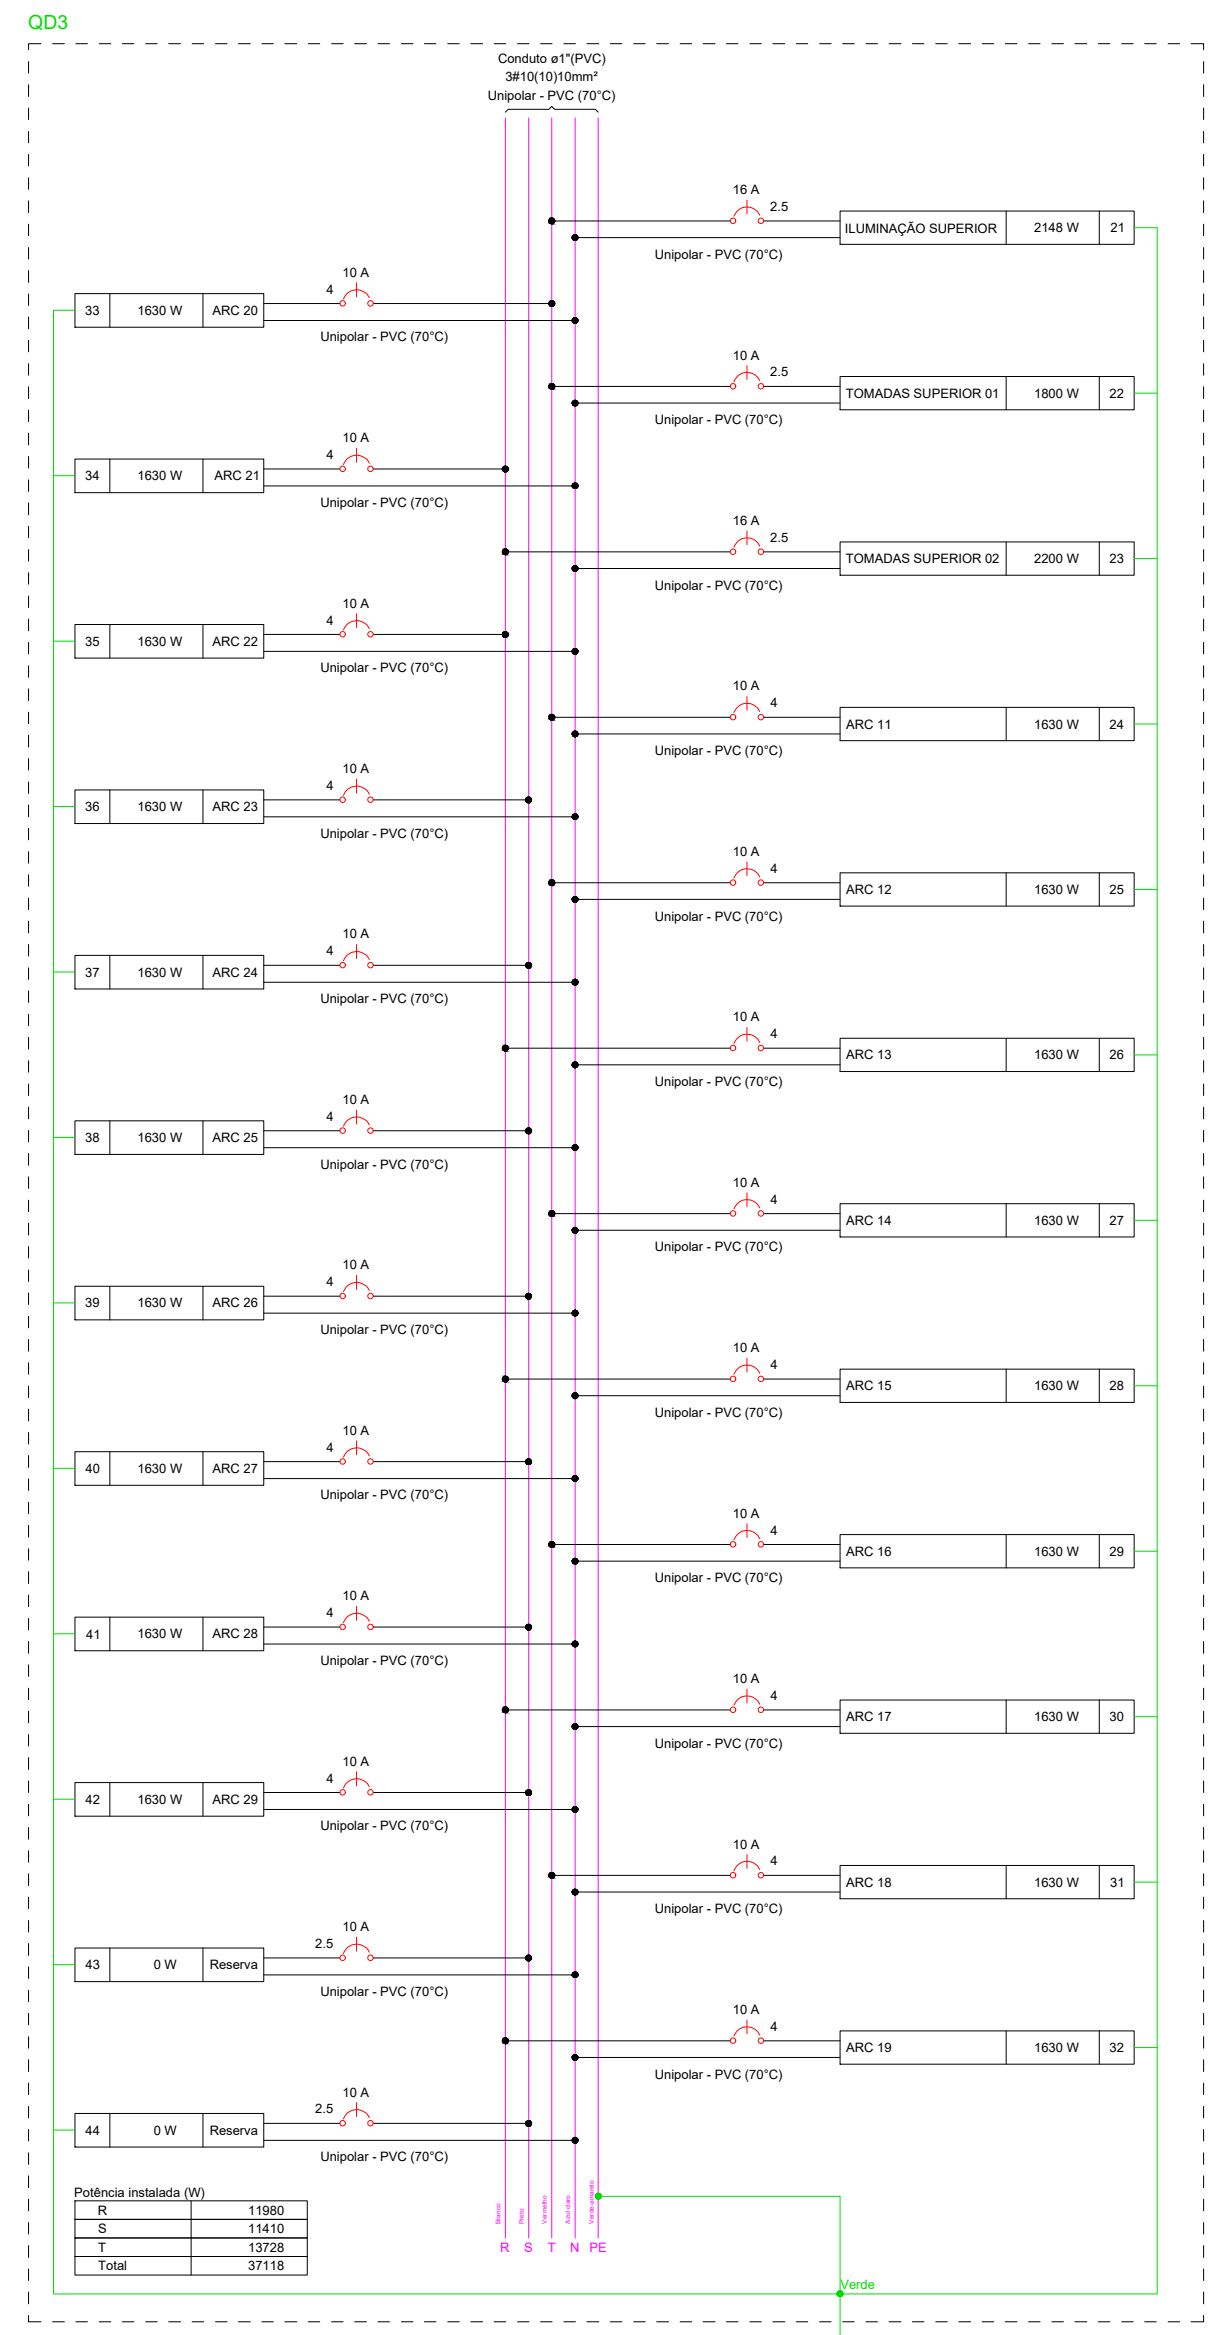 QD3
Conduto ø1"(PVC)
3#10(10)10mm²
Unipolar - PVC (70°C)
16 A
2.5
ILUMINAÇÃO SUPERIOR 2148 W 21
Unipolar - PVC (70°C)
10 A
4
33 1630 W ARC 20
Unipolar - PVC (70°C)
10 A
2.5
TOMADAS SUPERIOR 01 1800 W 22
Unipolar - PVC (70°C)
10 A
4
34 1630 W ARC 21
Unipolar - PVC (70°C)
16 A
2.5
TOMADAS SUPERIOR 02 2200 W 23
Unipolar - PVC (70°C)
10 A
4
35 1630 W ARC 22
Unipolar - PVC (70°C)
10 A
4
ARC 11 1630 W 24
Unipolar - PVC (70°C)
10 A
4
36 1630 W ARC 23
Unipolar - PVC (70°C)
10 A
4
ARC 12 1630 W 25
Unipolar - PVC (70°C)
10 A
4
37 1630 W ARC 24
Unipolar - PVC (70°C)
10 A
4
ARC 13 1630 W 26
Unipolar - PVC (70°C)
10 A
4
38 1630 W ARC 25
Unipolar - PVC (70°C)
10 A
4
ARC 14 1630 W 27
Unipolar - PVC (70°C)
10 A
4
39 1630 W ARC 26
Unipolar - PVC (70°C)
10 A
4
ARC 15 1630 W 28
Unipolar - PVC (70°C)
10 A
4
40 1630 W ARC 27
Unipolar - PVC (70°C)
10 A
4
ARC 16 1630 W 29
Unipolar - PVC (70°C)
10 A
4
41 1630 W ARC 28
Unipolar - PVC (70°C)
10 A
4
ARC 17 1630 W 30
Unipolar - PVC (70°C)
10 A
4
42 1630 W ARC 29
Unipolar - PVC (70°C)
10 A
4
ARC 18 1630 W 31
Unipolar - PVC (70°C)
10 A
2.5
43 0 W Reserva
Unipolar - PVC (70°C)
10 A
4
ARC 19 1630 W 32
Unipolar - PVC (70°C)
10 A
2.5
44 0 W Reserva
Unipolar - PVC (70°C)
Potência instalada (W)
R 11980
S 11410
T 13728
Total 37118
Branco
Preto
Vermelho
Azul claro
Verde-amarelo
R S T N PE
Verde